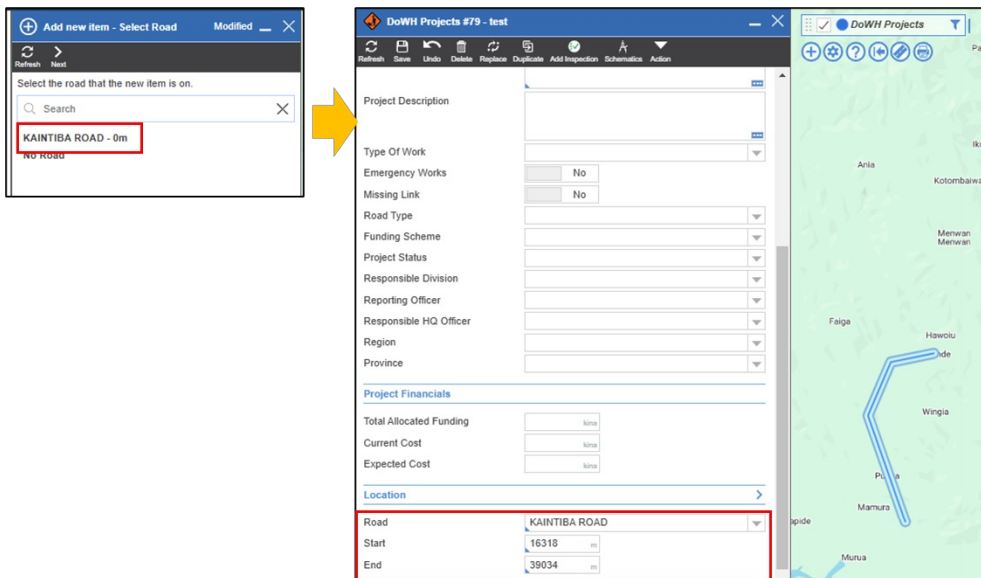 Add new item - Select Road Modified
Refresh Next
Select the road that the new item is on.
Search
KAINTIBA ROAD - 0m
No Road
DoWH Projects #79 - test
Refresh Save Undo Delete Replace Duplicate Add Inspection Schematics Action
Project Description
Type Of Work
Emergency Works No
Missing Link No
Road Type
Funding Scheme
Project Status
Responsible Division
Reporting Officer
Responsible HQ Officer
Region
Province
Project Financials
Total Allocated Funding kina
Current Cost kina
Expected Cost kina
Location
Road KAINTIBA ROAD
Start 16318 m
End 39034 m
DoWH Projects
Pa
Ania
Kotombaiwa
Menwan
Menwan
Faiga
Hawoiu
Wingia
Mamura
apide
Murua